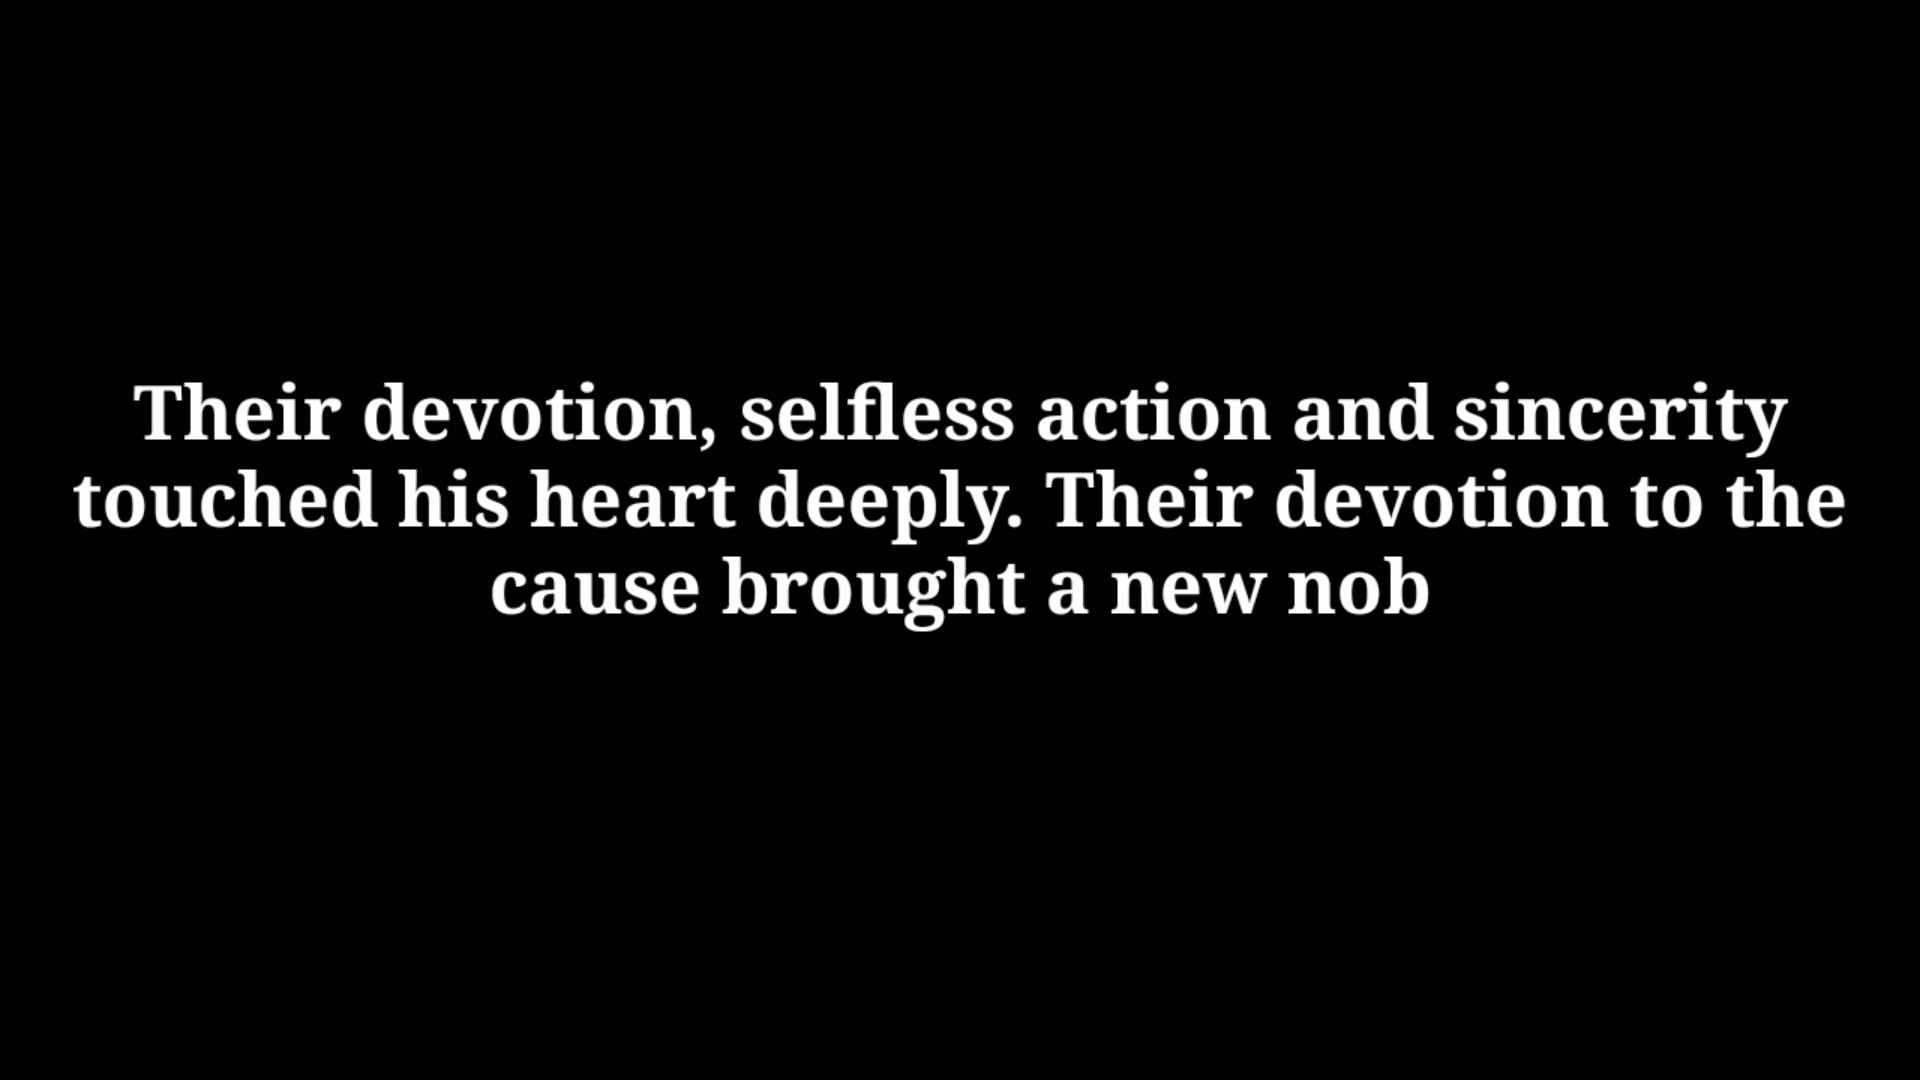 Their devotion, selfless action and sincerity
touched his heart deeply. Their devotion to the
cause brought a new nob